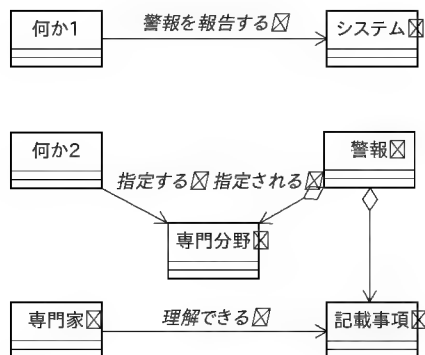 何か1
警報を報告する
システム
何か2
警報
指定する 指定される
専門分野
専門家
理解できる
記載事項